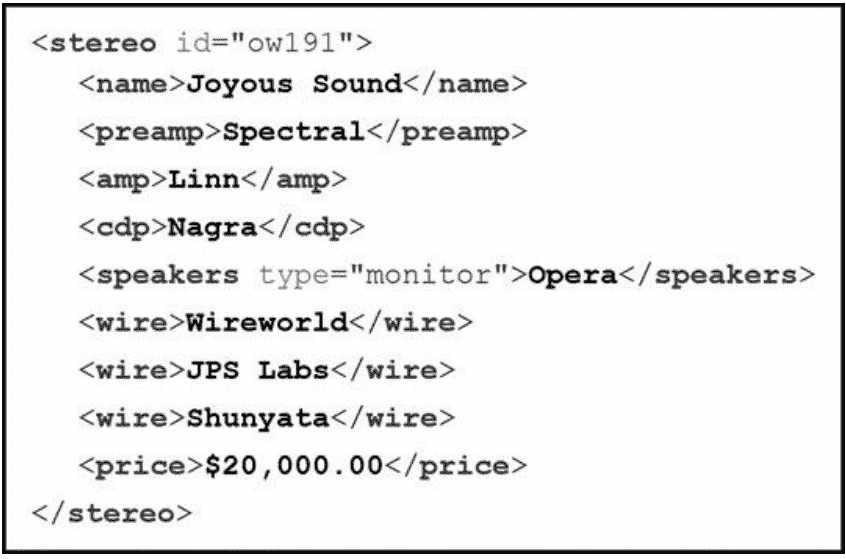 <stereo id="ow191">
<name>Joyous Sound</name>
<preamp>Spectral</preamp>
<amp>Linn</amp>
<cdp>Nagra</cdp>
<speakers type="monitor">Opera</speakers>
<wire>Wireworld</wire>
<wire>JPS Labs</wire>
<wire>Shunyata</wire>
<price>$20,000.00</price>
</stereo>